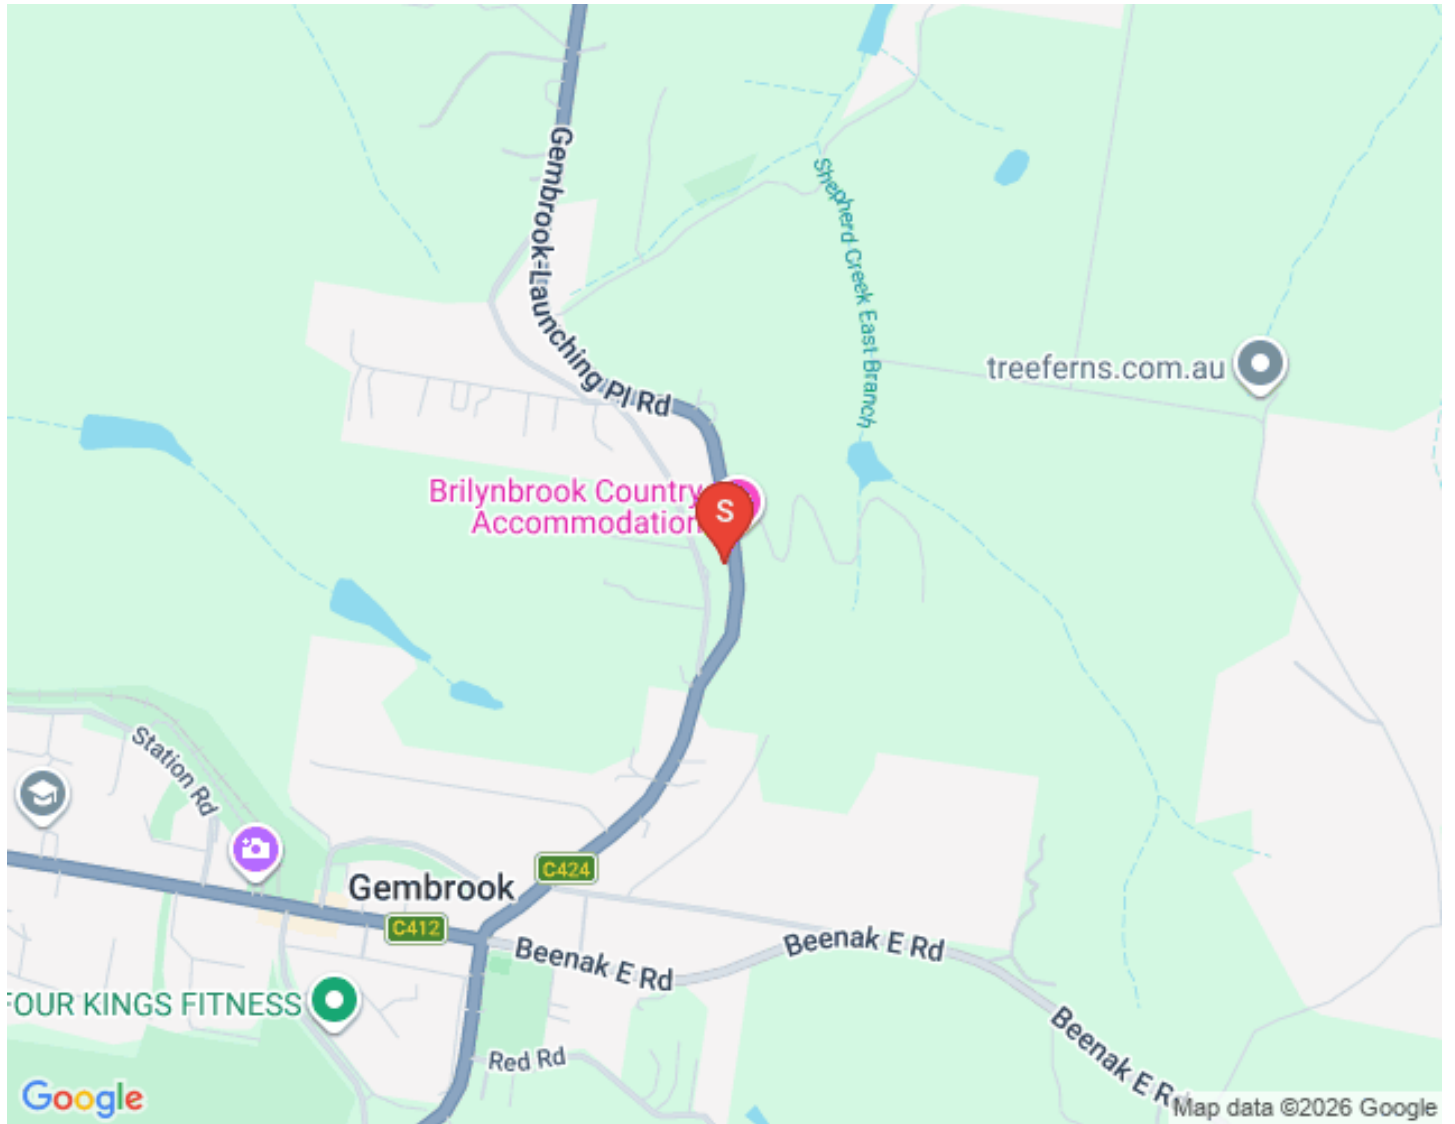 Gembrook-Launching Pl Rd
Shepherd Creek East Branch
treeferns.com.au
Brilynbrook Country
Accommodation
S
Station Rd
C424
Gembrook
C412
Beenak E Rd
Beenak E Rd
FOUR KINGS FITNESS
Beenak E Rd
Red Rd
Google
Map data ©2026 Google